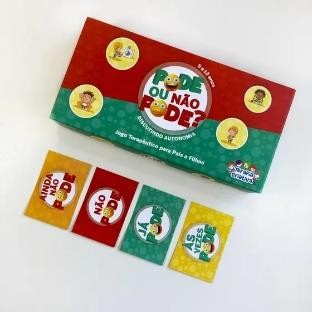 PODE
OU NÃO
PODE?
DISCUTINDO AUTONOMIA
Jogo Terapêutico para Pais e Filhos
AINDA
NÃO
PODE
NÃO
PODE
JÁ
PODE
ÀS
VEZES
PODE